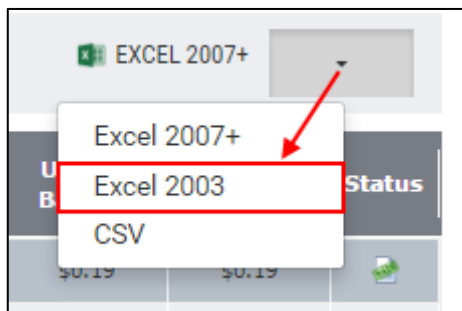 EXCEL 2007+
Excel 2007+
U
Excel 2003
Status
B
CSV
$0.19 $0.19